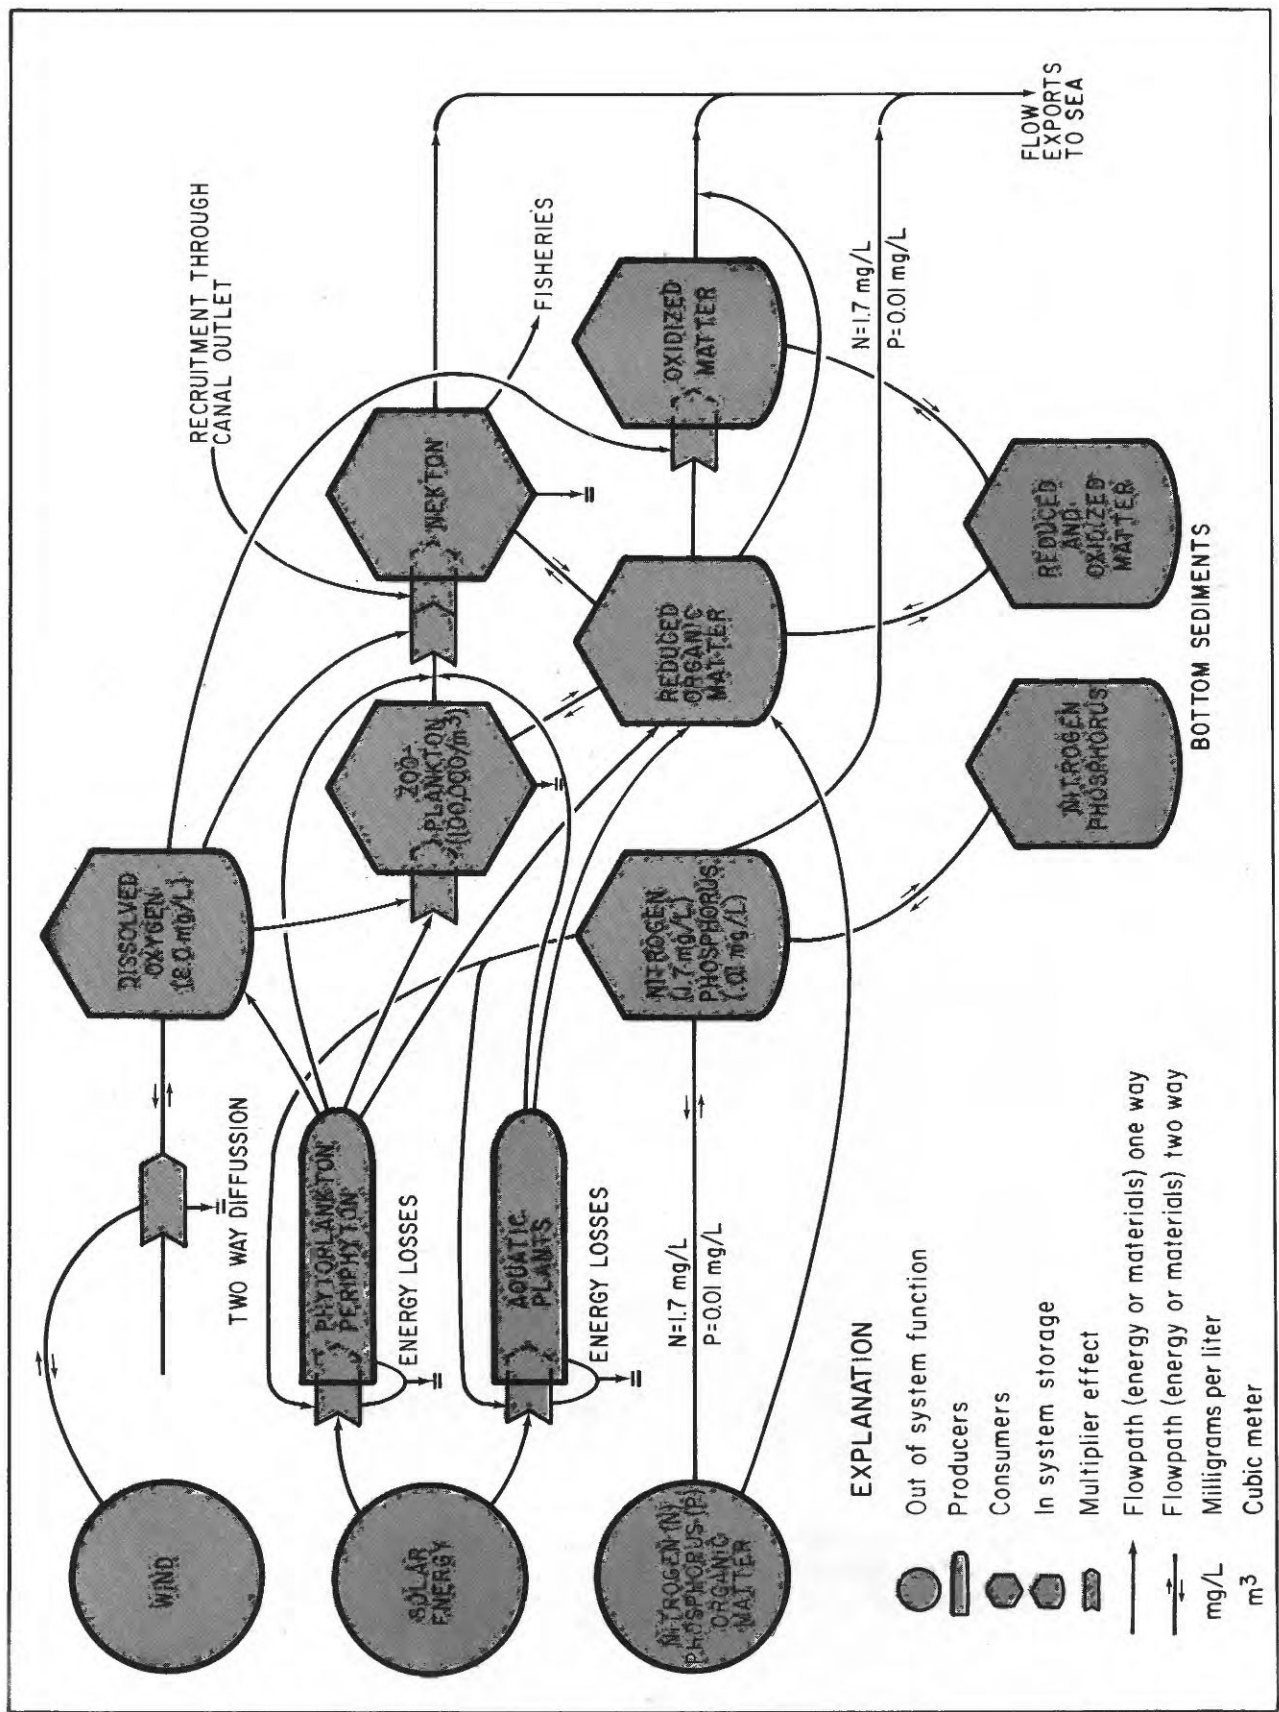 WIND
TWO WAY DIFFUSSION
DISSOLVED
OXYGEN
(8.0 mg/L)
RECRUITMENT THROUGH
CANAL OUTLET
SOLAR
ENERGY
PHYTOPLANKTON
PERIPHYTON
ENERGY LOSSES
ZOO-
PLANKTON
(100,000/m3)
NEKTON
FISHERIES
AQUATIC
PLANTS
ENERGY LOSSES
NITROGEN (N)
PHOSPHORUS (P)
ORGANIC
MATTER
N=1.7 mg/L
P=0.01 mg/L
NITROGEN
(1.7 mg/L)
PHOSPHORUS
(.01 mg/L)
REDUCED
ORGANIC
MATTER
OXIDIZED
MATTER
N=1.7 mg/L
P=0.01 mg/L
FLOW
EXPORTS
TO SEA
NITROGEN
PHOSPHORUS
REDUCED
AND
OXIDIZED
MATTER
BOTTOM SEDIMENTS
EXPLANATION
Out of system function
Producers
Consumers
In system storage
Multiplier effect
Flowpath (energy or materials) one way
Flowpath (energy or materials) two way
mg/L Milligrams per liter
m³ Cubic meter